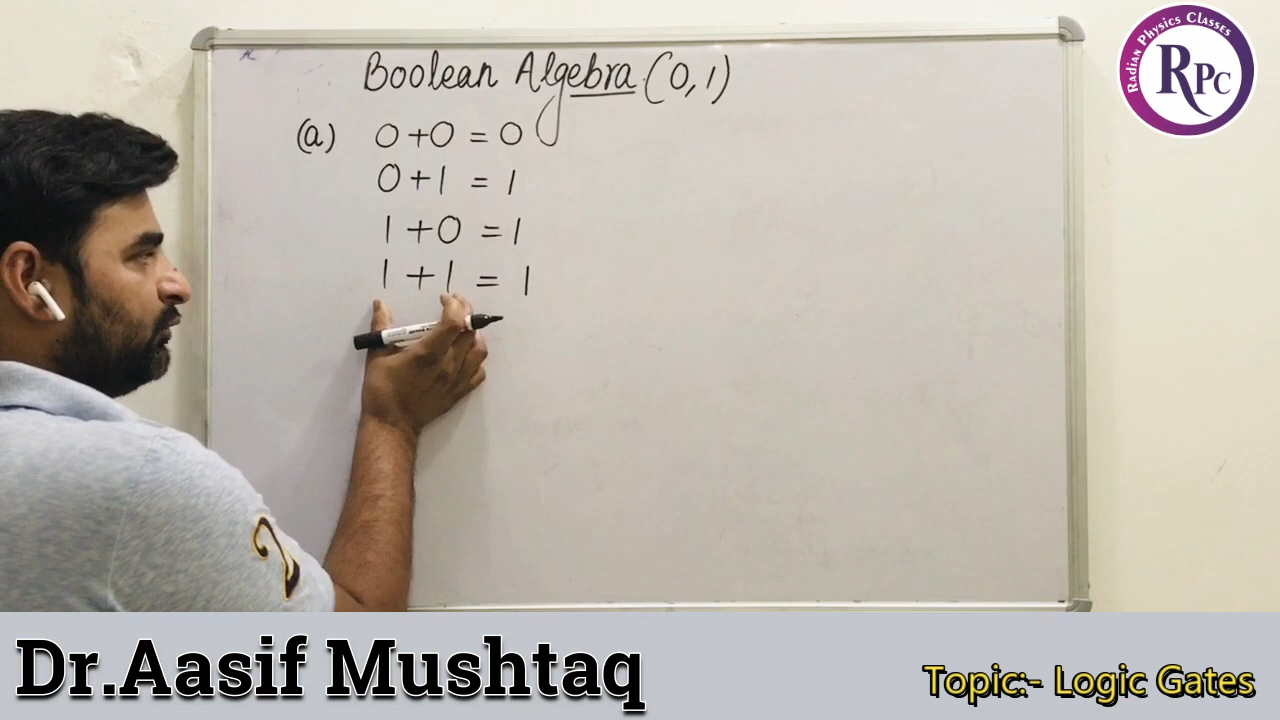 Boolean Algebra (0,1)
(a) 0+0 = 0
0+1 = 1
1+0 = 1
1+1 = 1
RADIAN PHYSICS CLASSES
RPC
2
Dr.Aasif Mushtaq
Topic:- Logic Gates